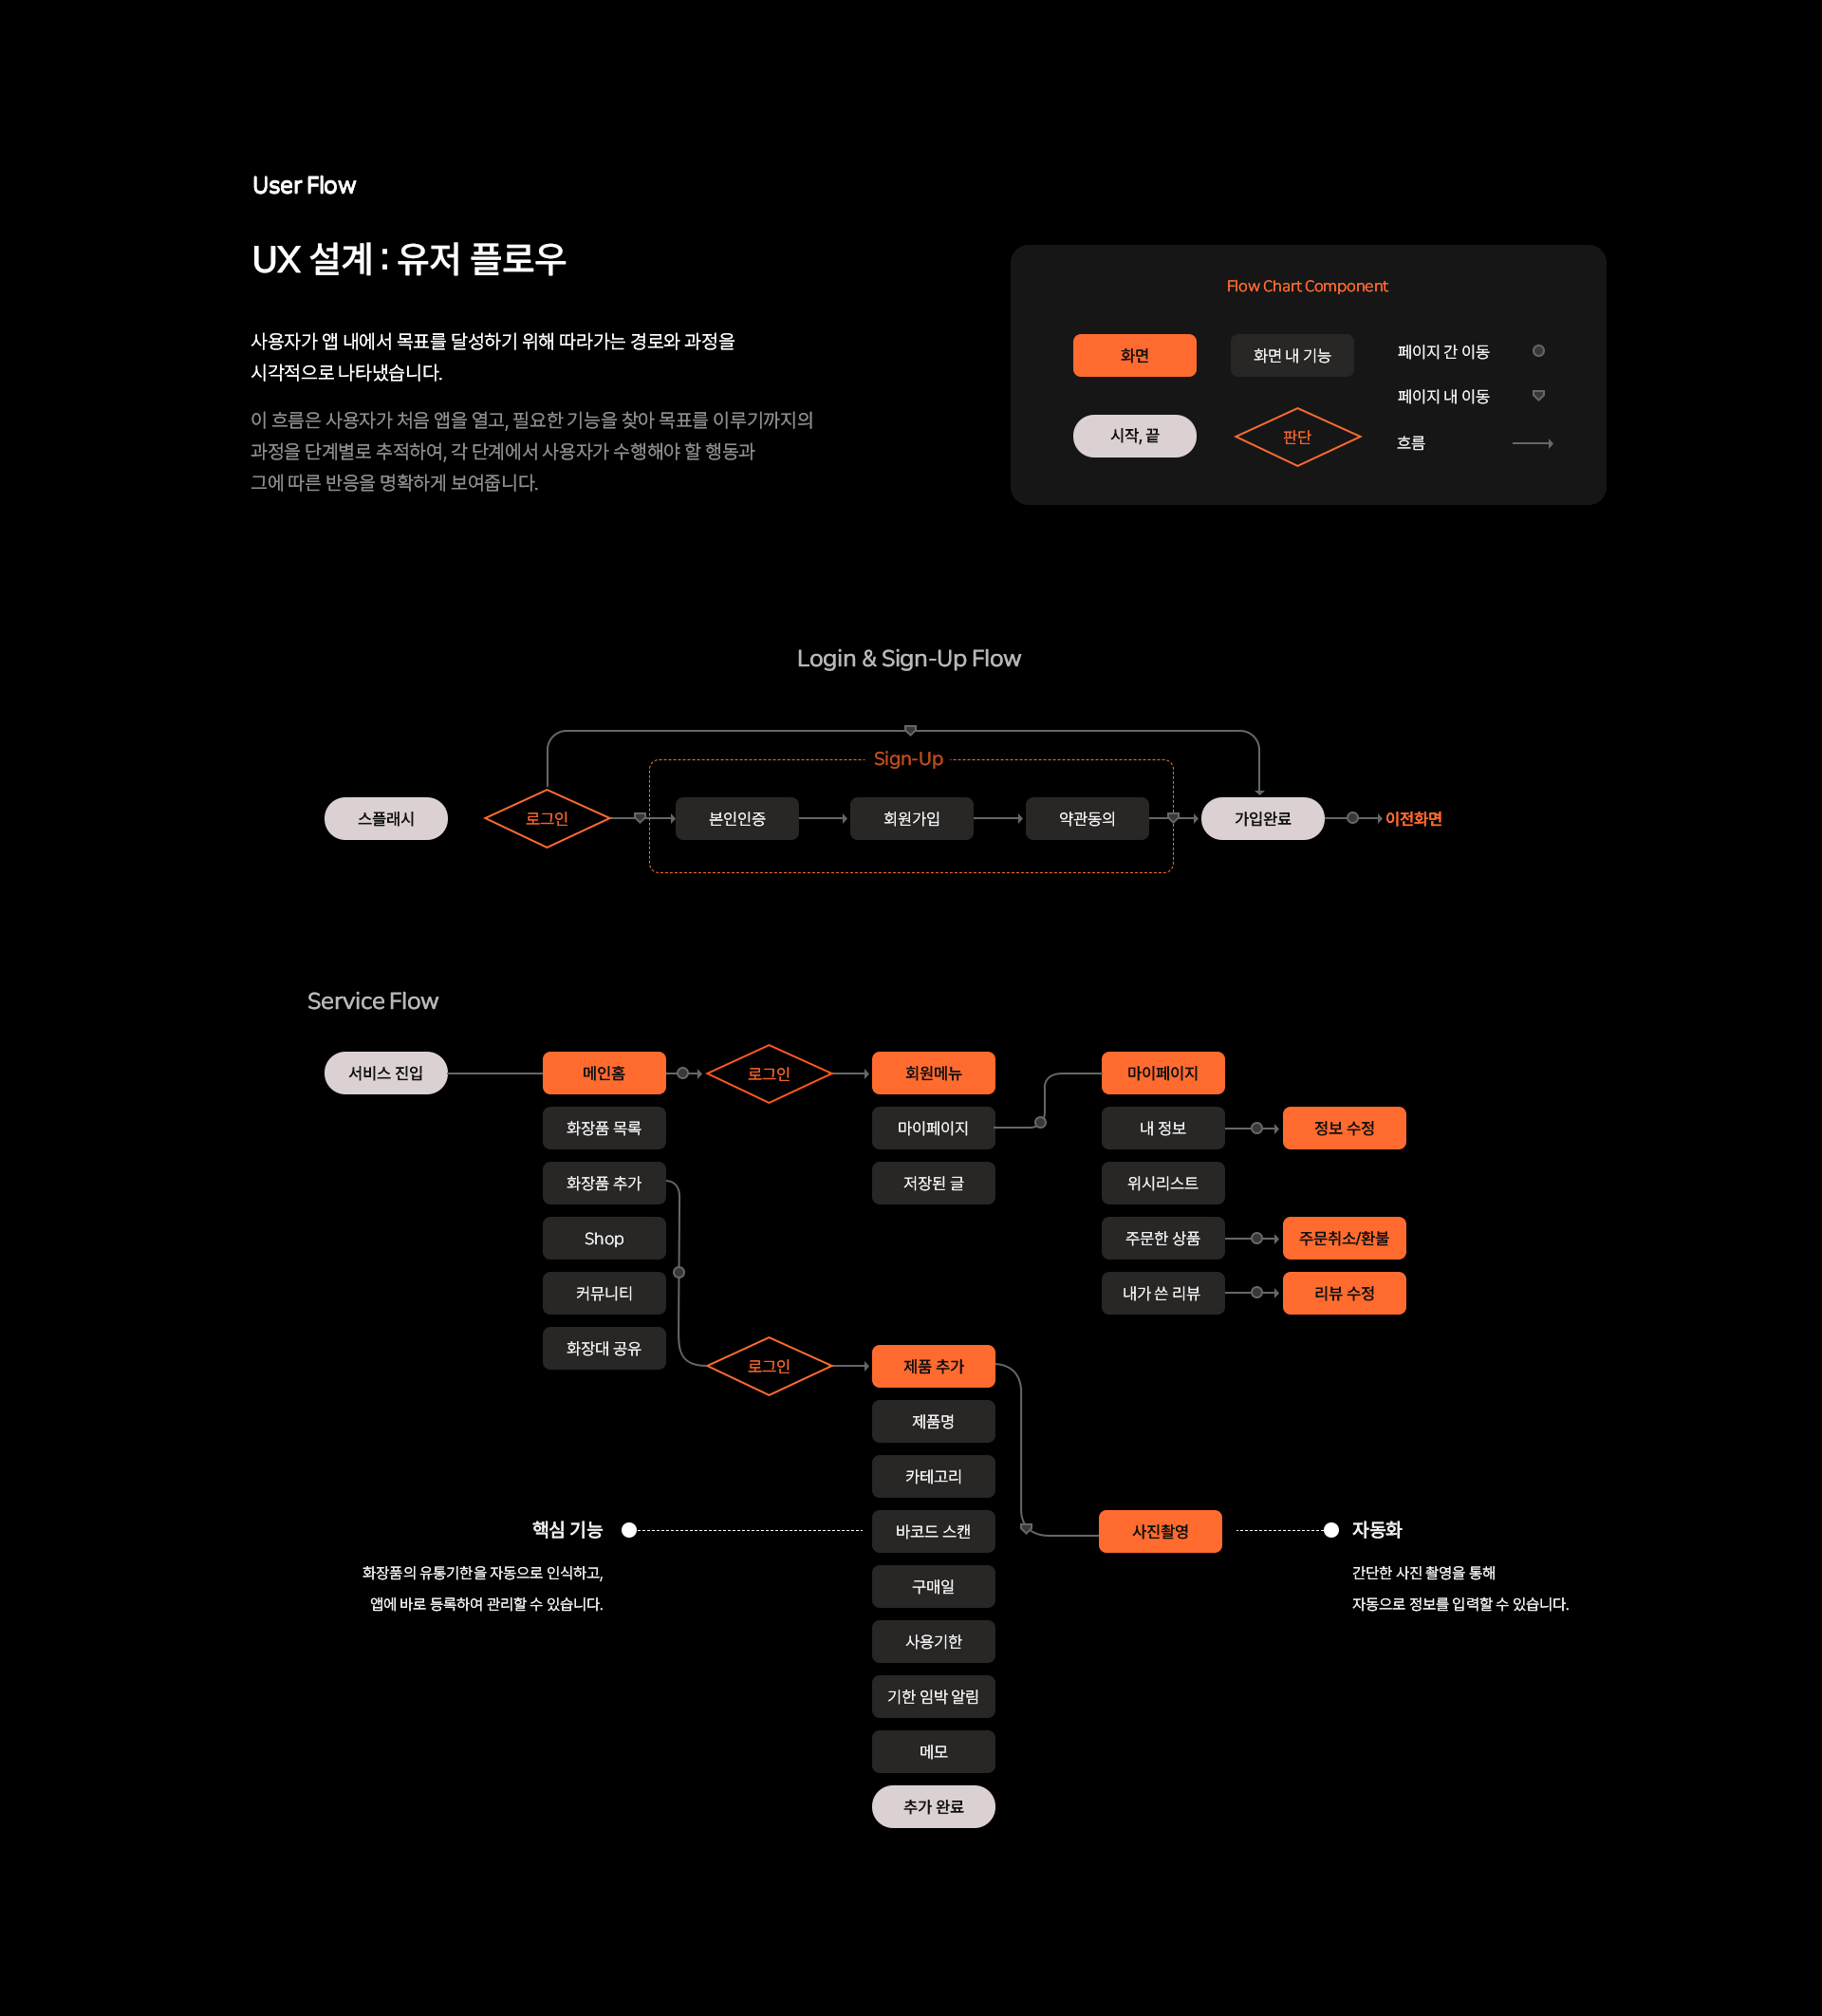 User Flow
UX 설계 : 유저 플로우
사용자가 앱 내에서 목표를 달성하기 위해 따라가는 경로와 과정을
시각적으로 나타냈습니다.
이 흐름은 사용자가 처음 앱을 열고, 필요한 기능을 찾아 목표를 이루기까지의
과정을 단계별로 추적하여, 각 단계에서 사용자가 수행해야 할 행동과
그에 따른 반응을 명확하게 보여줍니다.
Flow Chart Component
화면
화면 내 기능
페이지 간 이동
페이지 내 이동
시작, 끝
판단
흐름
Login & Sign-Up Flow
Sign-Up
스플래시
로그인
본인인증
회원가입
약관동의
가입완료
이전화면
Service Flow
서비스 진입
메인홈
로그인
회원메뉴
마이페이지
화장품 목록
마이페이지
내 정보
정보 수정
화장품 추가
저장된 글
위시리스트
Shop
주문한 상품
주문취소/환불
커뮤니티
내가 쓴 리뷰
리뷰 수정
화장대 공유
로그인
제품 추가
제품명
카테고리
핵심 기능
화장품의 유통기한을 자동으로 인식하고,
앱에 바로 등록하여 관리할 수 있습니다.
바코드 스캔
사진촬영
자동화
간단한 사진 촬영을 통해
자동으로 정보를 입력할 수 있습니다.
구매일
사용기한
기한 임박 알림
메모
추가 완료